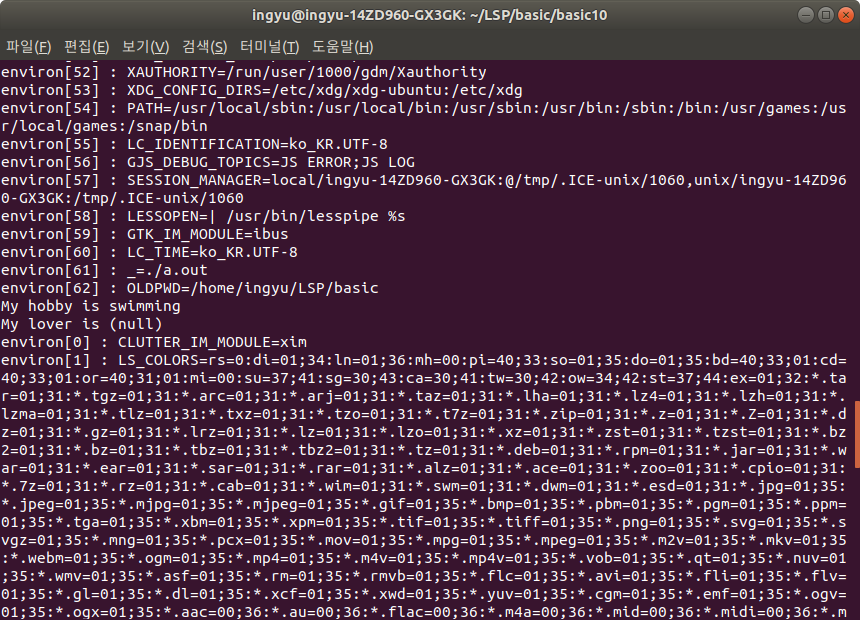 ingyu@ingyu-14ZD960-GX3GK: ~/LSP/basic/basic10
파일(F) 편집(E) 보기(V) 검색(S) 터미널(T) 도움말(H)
environ[52] : XAUTHORITY=/run/user/1000/gdm/Xauthority
environ[53] : XDG_CONFIG_DIRS=/etc/xdg/xdg-ubuntu:/etc/xdg
environ[54] : PATH=/usr/local/sbin:/usr/local/bin:/usr/sbin:/usr/bin:/sbin:/bin:/usr/games:/us
r/local/games:/snap/bin
environ[55] : LC_IDENTIFICATION=ko_KR.UTF-8
environ[56] : GJS_DEBUG_TOPICS=JS ERROR;JS LOG
environ[57] : SESSION_MANAGER=local/ingyu-14ZD960-GX3GK:@/tmp/.ICE-unix/1060,unix/ingyu-14ZD96
0-GX3GK:/tmp/.ICE-unix/1060
environ[58] : LESSOPEN=| /usr/bin/lesspipe %s
environ[59] : GTK_IM_MODULE=ibus
environ[60] : LC_TIME=ko_KR.UTF-8
environ[61] : _=./a.out
environ[62] : OLDPWD=/home/ingyu/LSP/basic
My hobby is swimming
My lover is (null)
environ[0] : CLUTTER_IM_MODULE=xim
environ[1] : LS_COLORS=rs=0:di=01;34:ln=01;36:mh=00:pi=40;33:so=01;35:do=01;35:bd=40;33;01:cd=
40;33;01:or=40;31;01:mi=00:su=37;41:sg=30;43:ca=30;41:tw=30;42:ow=34;42:st=37;44:ex=01;32:*.ta
r=01;31:*.tgz=01;31:*.arc=01;31:*.arj=01;31:*.taz=01;31:*.lha=01;31:*.lz4=01;31:*.lzh=01;31:*.
lzma=01;31:*.tlz=01;31:*.txz=01;31:*.tzo=01;31:*.t7z=01;31:*.zip=01;31:*.z=01;31:*.Z=01;31:*.d
z=01;31:*.gz=01;31:*.lrz=01;31:*.lz=01;31:*.lzo=01;31:*.xz=01;31:*.zst=01;31:*.tzst=01;31:*.bz
2=01;31:*.bz=01;31:*.tbz=01;31:*.tbz2=01;31:*.tz=01;31:*.deb=01;31:*.rpm=01;31:*.jar=01;31:*.w
ar=01;31:*.ear=01;31:*.sar=01;31:*.rar=01;31:*.alz=01;31:*.ace=01;31:*.zoo=01;31:*.cpio=01;31:
*.7z=01;31:*.rz=01;31:*.cab=01;31:*.wim=01;31:*.swm=01;31:*.dwm=01;31:*.esd=01;31:*.jpg=01;35:
*.jpeg=01;35:*.mjpg=01;35:*.mjpeg=01;35:*.gif=01;35:*.bmp=01;35:*.pbm=01;35:*.pgm=01;35:*.ppm=
01;35:*.tga=01;35:*.xbm=01;35:*.xpm=01;35:*.tif=01;35:*.tiff=01;35:*.png=01;35:*.svg=01;35:*.s
vgz=01;35:*.mng=01;35:*.pcx=01;35:*.mov=01;35:*.mpg=01;35:*.mpeg=01;35:*.m2v=01;35:*.mkv=01;35
:*.webm=01;35:*.ogm=01;35:*.mp4=01;35:*.m4v=01;35:*.mp4v=01;35:*.vob=01;35:*.qt=01;35:*.nuv=01
;35:*.wmv=01;35:*.asf=01;35:*.rm=01;35:*.rmvb=01;35:*.flc=01;35:*.avi=01;35:*.fli=01;35:*.flv=
01;35:*.gl=01;35:*.dl=01;35:*.xcf=01;35:*.xwd=01;35:*.yuv=01;35:*.cgm=01;35:*.emf=01;35:*.ogv=
01;35:*.ogx=01;35:*.aac=00;36:*.au=00;36:*.flac=00;36:*.m4a=00;36:*.mid=00;36:*.midi=00;36:*.m